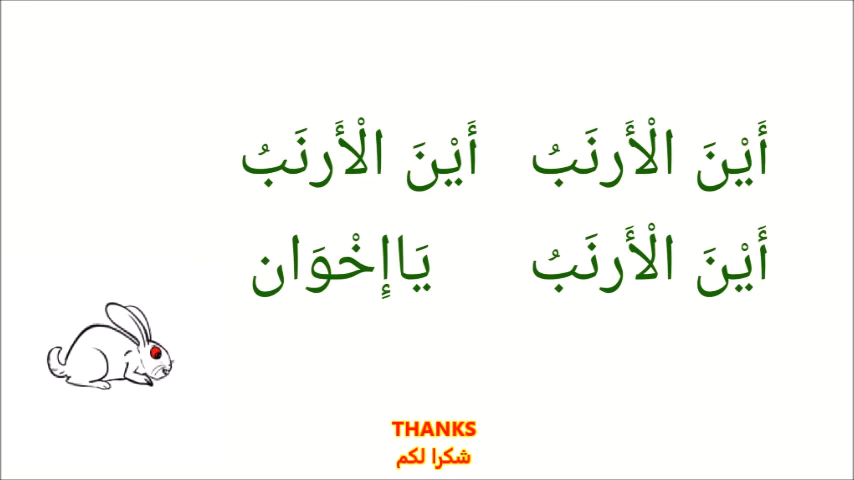 أَيْنَ الْأَرنَبُ أَيْنَ الْأَرنَبُ
أَيْنَ الْأَرنَبُ يَاإِخْوَان
THANKS
شكرا لكم